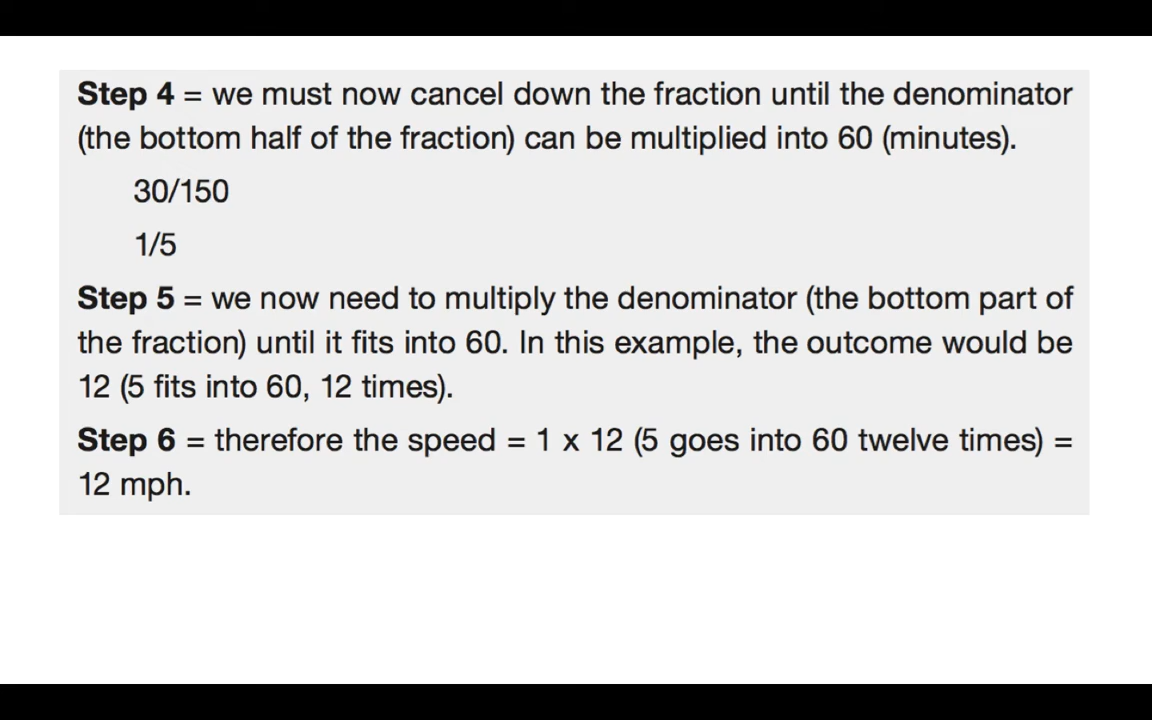 Step 4 = we must now cancel down the fraction until the denominator
(the bottom half of the fraction) can be multiplied into 60 (minutes).
30/150
1/5
Step 5 = we now need to multiply the denominator (the bottom part of
the fraction) until it fits into 60. In this example, the outcome would be
12 (5 fits into 60, 12 times).
Step 6 = therefore the speed = 1 x 12 (5 goes into 60 twelve times) =
12 mph.